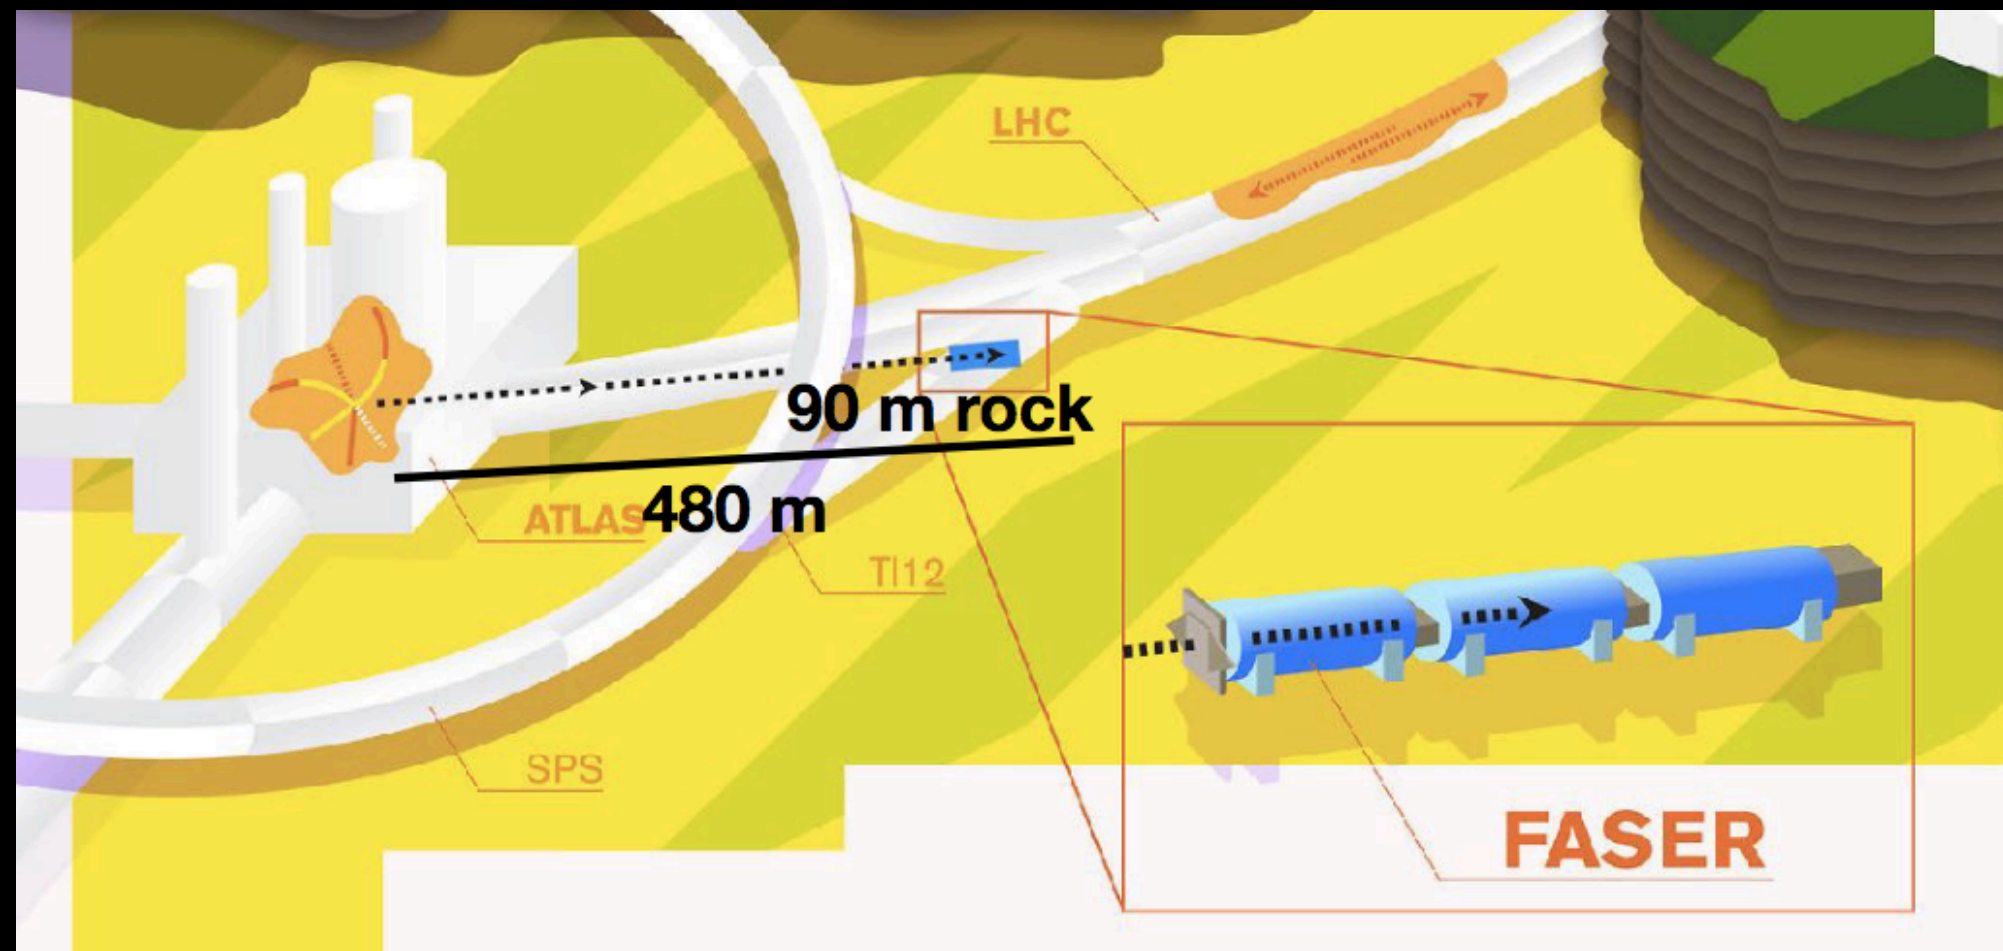 LHC
90 m rock
480 m
ATLAS
TI12
SPS
FASER